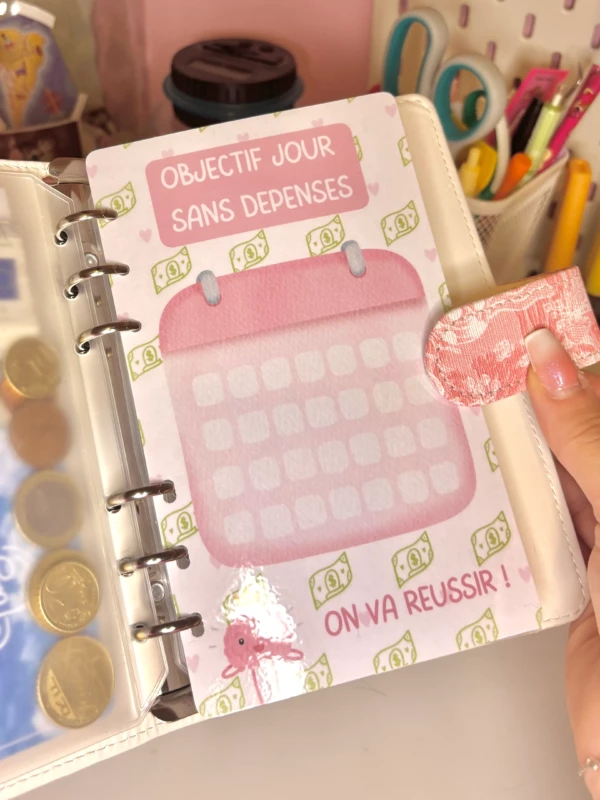 OBJECTIF JOUR
SANS DEPENSES
ON VA REUSSIR !